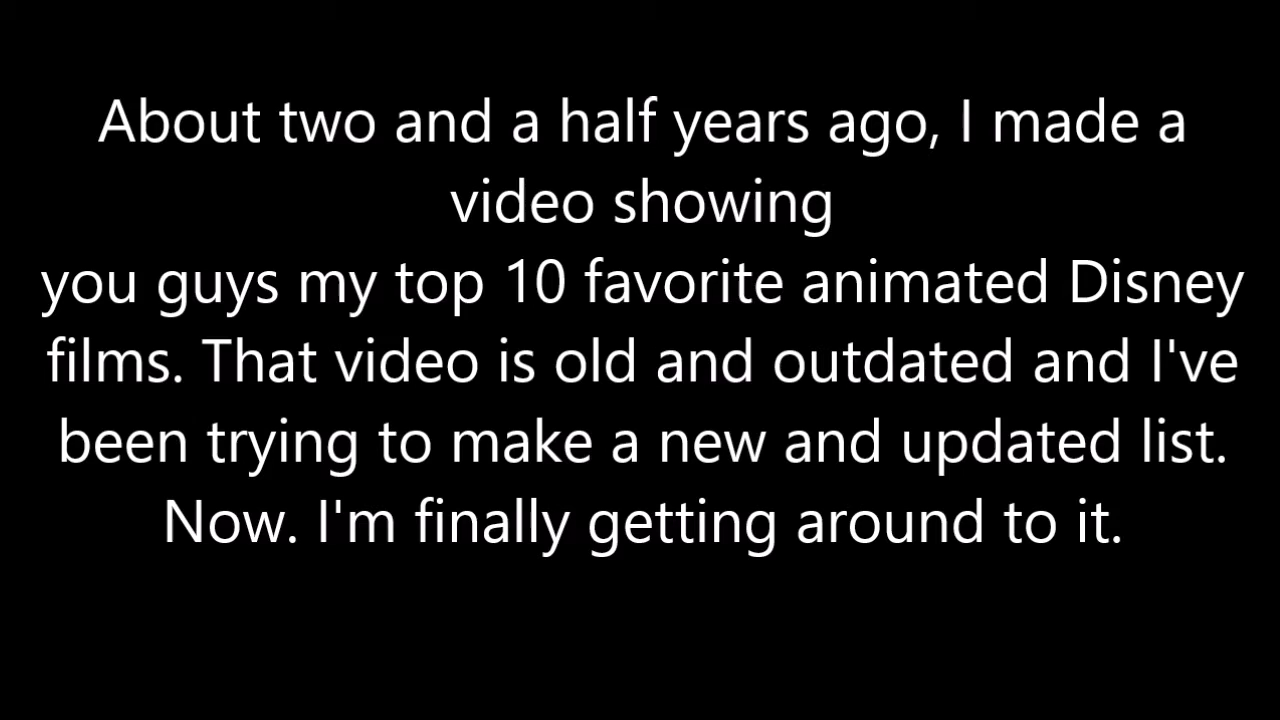 About two and a half years ago, I made a
video showing
you guys my top 10 favorite animated Disney
films. That video is old and outdated and I've
been trying to make a new and updated list.
Now. I'm finally getting around to it.